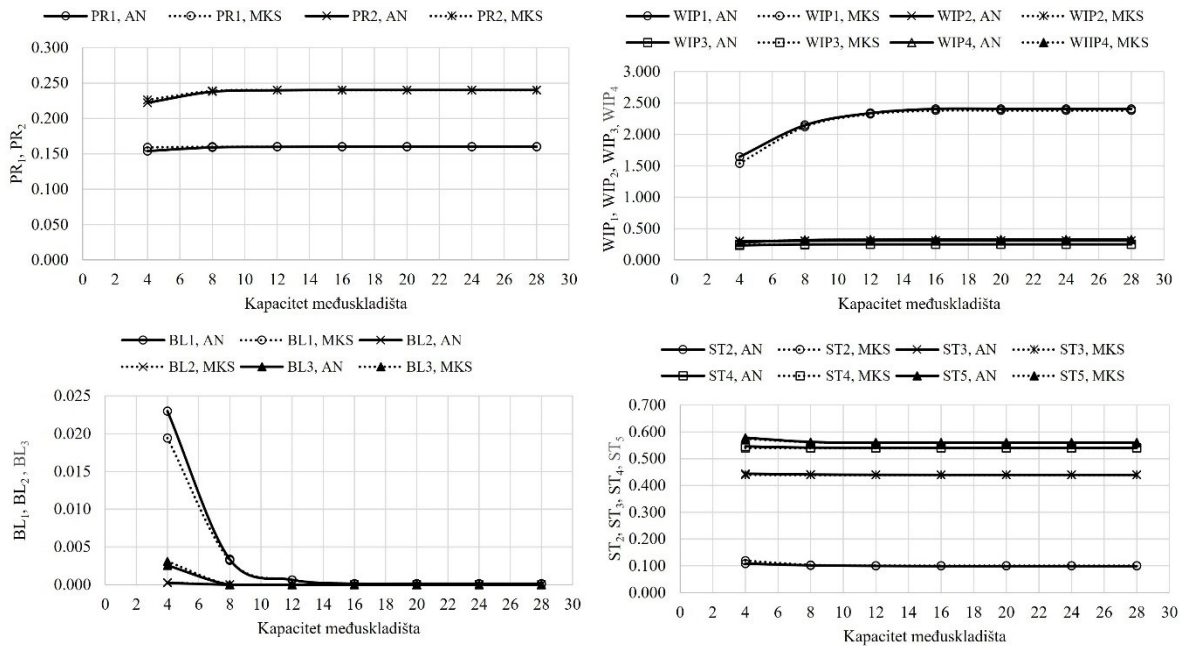 PR1, AN PR1, MKS PR2, AN PR2, MKS
0.300
0.250
0.200
0.150
0.100
0.050
0.000
PR1, PR2
0 2 4 6 8 10 12 14 16 18 20 22 24 26 28 30
Kapacitet međuskladišta
WIP1, AN WIP1, MKS WIP2, AN WIP2, MKS
WIP3, AN WIP3, MKS WIP4, AN WIIP4, MKS
3.000
2.500
2.000
1.500
1.000
0.500
0.000
WIP1, WIP2, WIP3, WIP4
0 2 4 6 8 10 12 14 16 18 20 22 24 26 28 30
Kapacitet međuskladišta
BL1, AN BL1, MKS BL2, AN
BL2, MKS BL3, AN BL3, MKS
0.025
0.020
0.015
0.010
0.005
0.000
BL1, BL2, BL3
0 2 4 6 8 10 12 14 16 18 20 22 24 26 28 30
Kapacitet međuskladišta
ST2, AN ST2, MKS ST3, AN ST3, MKS
ST4, AN ST4, MKS ST5, AN ST5, MKS
0.700
0.600
0.500
0.400
0.300
0.200
0.100
0.000
ST2, ST3, ST4, ST5
0 2 4 6 8 10 12 14 16 18 20 22 24 26 28 30
Kapacitet međuskladišta